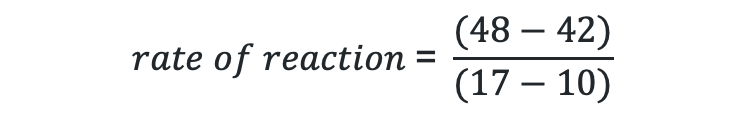 rate of reaction = (48 − 42) / (17 − 10)